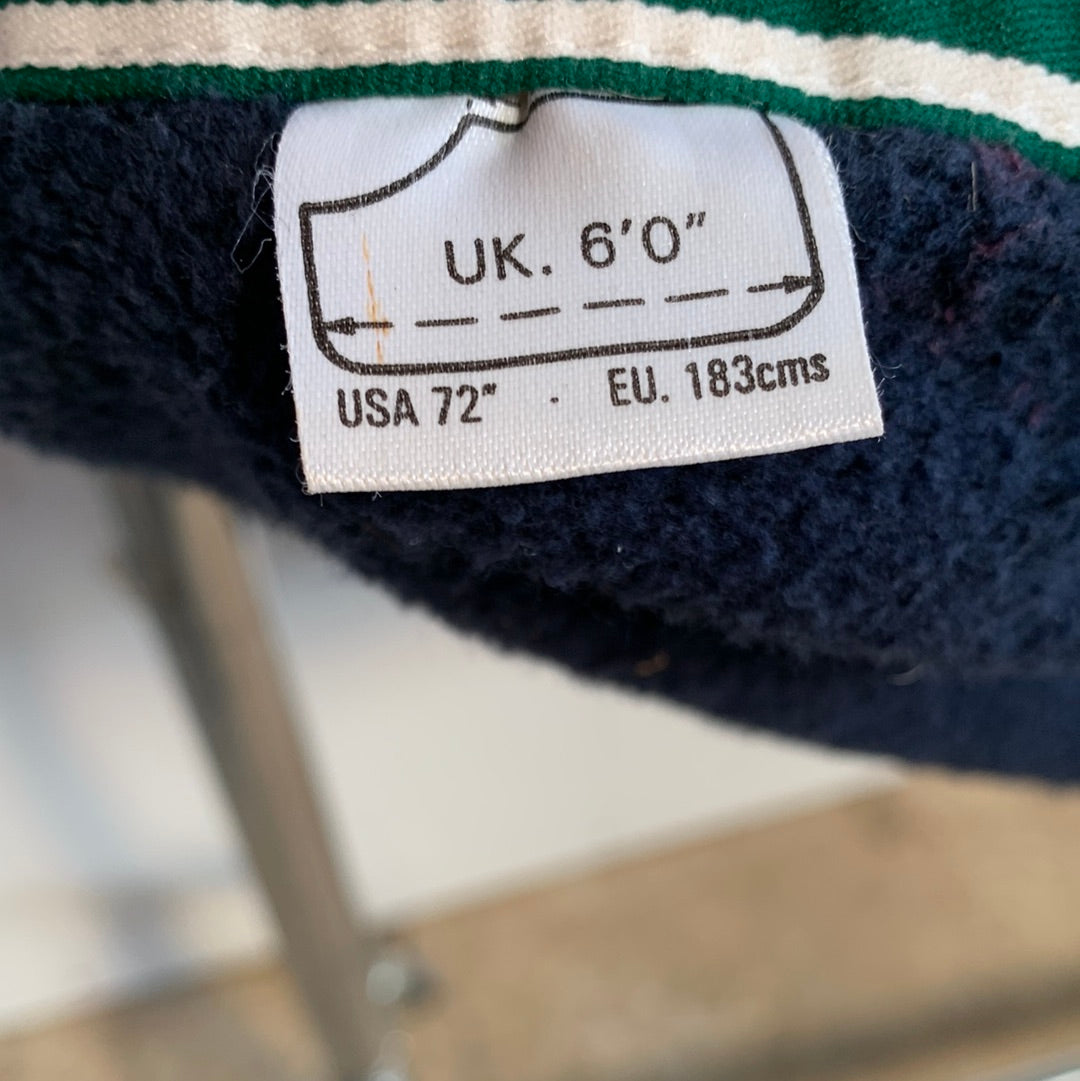 UK. 6'0"
USA 72" · EU. 183cms